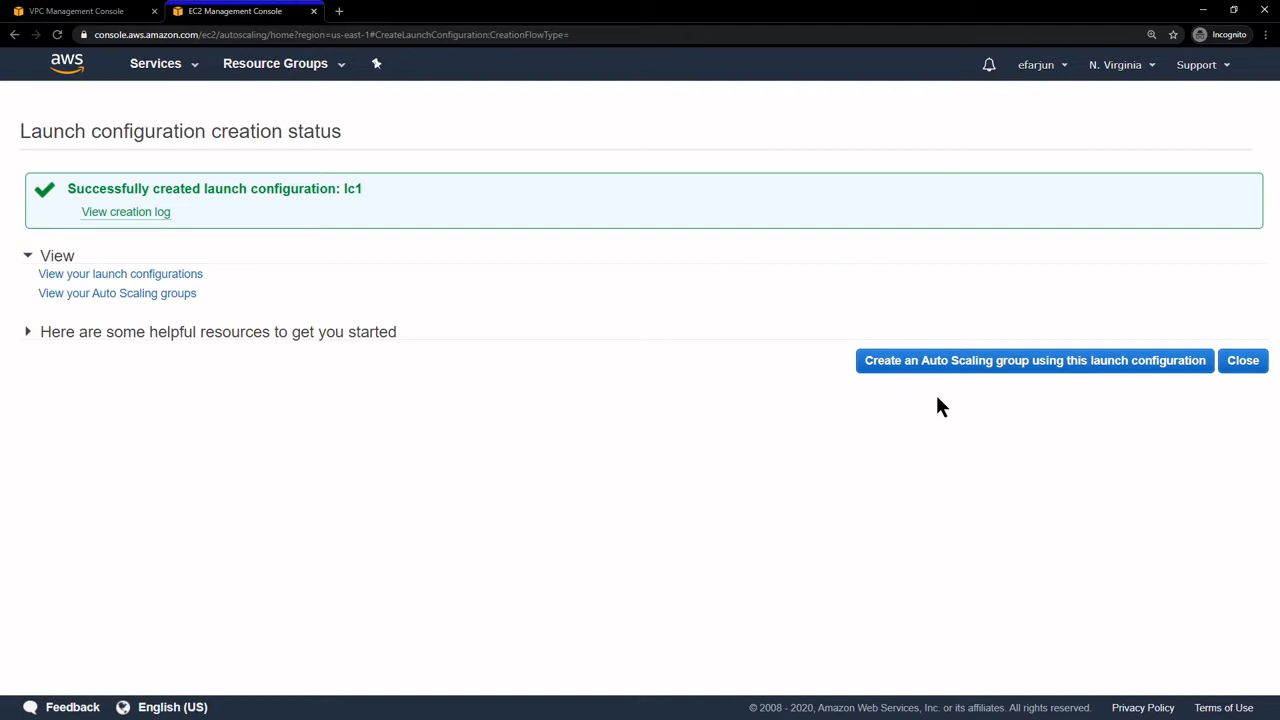 VPC Management Console
EC2 Management Console
console.aws.amazon.com/ec2/autoscaling/home?region=us-east-1#CreateLaunchConfiguration:CreationFlowType=
Incognito
aws
Services
Resource Groups
efarjun
N. Virginia
Support
Launch configuration creation status
Successfully created launch configuration: lc1
View creation log
View
View your launch configurations
View your Auto Scaling groups
Here are some helpful resources to get you started
Create an Auto Scaling group using this launch configuration
Close
Feedback
English (US)
© 2008 - 2020, Amazon Web Services, Inc. or its affiliates. All rights reserved.
Privacy Policy
Terms of Use